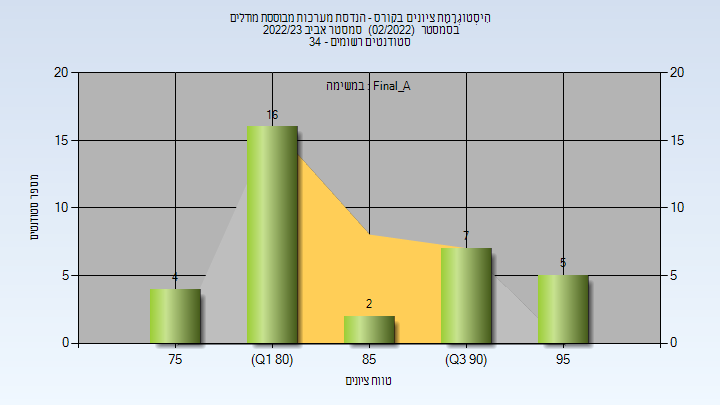 היסטוגרמת ציונים בקורס - הנדסת מערכות מבוססת מודלים
בסמסטר (02/2022) סמסטר אביב 2022/23
סטודנטים רשומים - 34
במשימה : Final_A
מספר סטודנטים
20 20
15 15
10 10
5 5
0 0
4 16 2 7 5
75 (Q1 80) 85 (Q3 90) 95
טווח ציונים